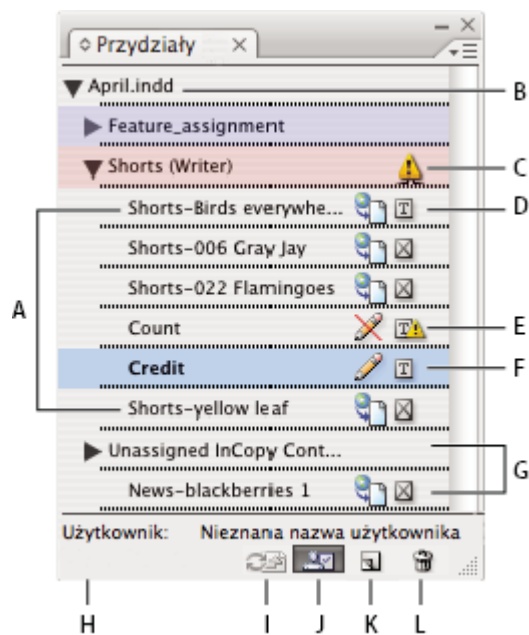 Przydziały
April.indd
B
Feature_assignment
Shorts (Writer)
C
Shorts-Birds everywhe...
D
Shorts-006 Gray Jay
Shorts-022 Flamingoes
A
Count
E
Credit
F
Shorts-yellow leaf
Unassigned InCopy Cont...
G
News-blackberries 1
Użytkownik: Nieznana nazwa użytkownika
H I J K L